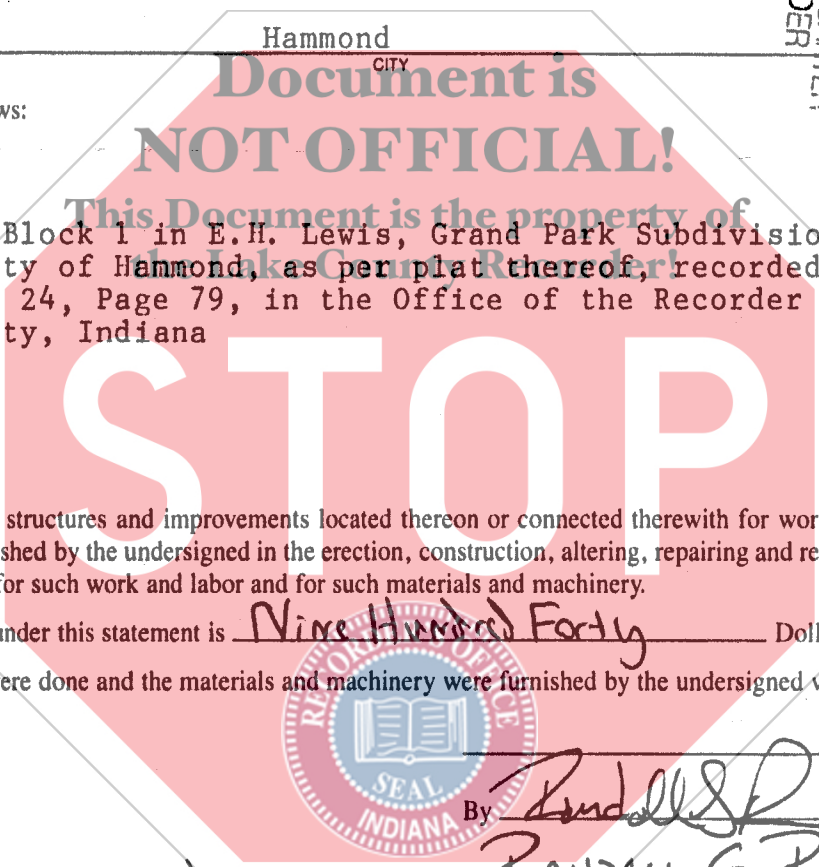 Hammond
CITY
Document is
ws:
NOT OFFICIAL!
This Document is the property of
Block 1 in E.H. Lewis, Grand Park Subdivisio
the Lake County Recorder!
ty of Hammond, as per plat thereof, recorded
24, Page 79, in the Office of the Recorder
ty, Indiana
STOP
structures and improvements located thereon or connected therewith for wor
shed by the undersigned in the erection, construction, altering, repairing and re
for such work and labor and for such materials and machinery.
under this statement is Nine Hundred Forty Doll
ere done and the materials and machinery were furnished by the undersigned w
RECORDER'S OFFICE
SEAL
INDIANA
By Randall S